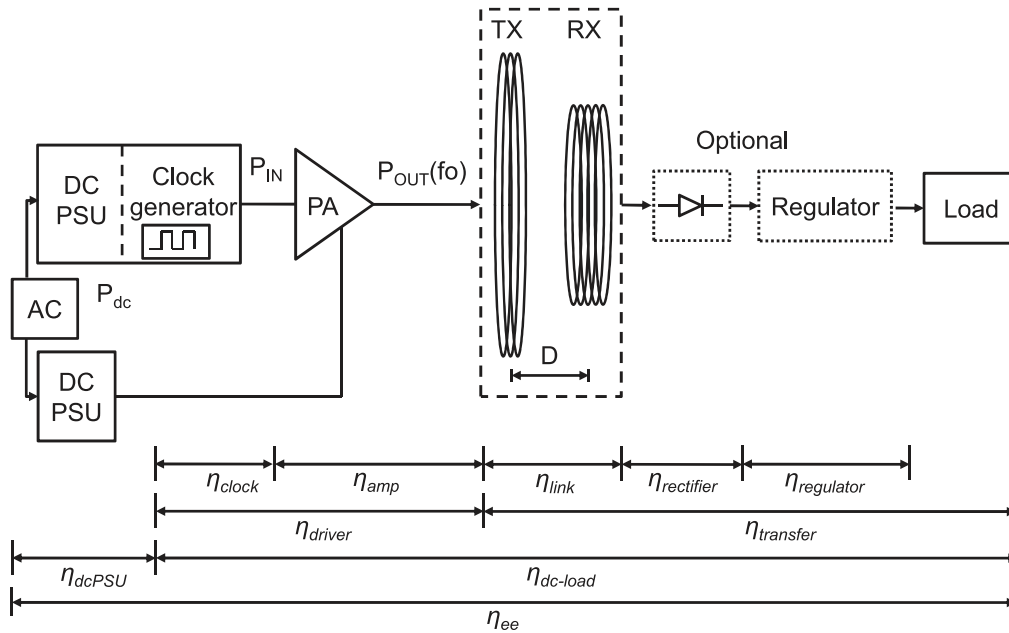 TX RX
Optional
DC
PSU
Clock
generator
P_IN
PA
P_OUT(fo)
Regulator
Load
AC
P_dc
D
DC
PSU
η_clock η_amp η_link η_rectifier η_regulator
η_driver η_transfer
η_dcPSU η_dc-load
η_ee